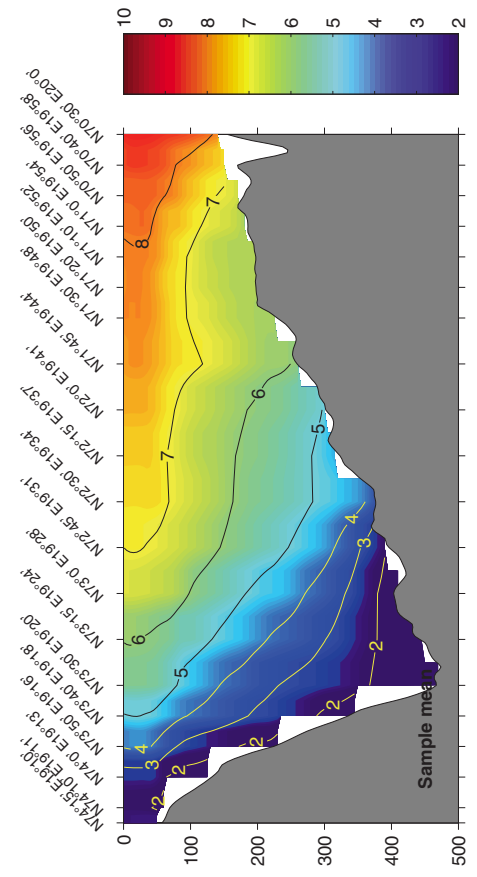 N74°15' E19°10'
N74°10' E19°11'
N74°0' E19°13'
N73°50' E19°16'
N73°40' E19°18'
N73°30' E19°20'
N73°15' E19°24'
N73°0' E19°28'
N72°45' E19°31'
N72°30' E19°34'
N72°15' E19°37'
N72°0' E19°41'
N71°45' E19°44'
N71°30' E19°48'
N71°20' E19°50'
N71°10' E19°52'
N71°0' E19°54'
N70°50' E19°56'
N70°40' E19°58'
N70°30' E20°0'
0
100
200
300
400
500
8
7
7
6
6
5
5
4
4
3
3
2
2
2
2
Sample mean
10
9
8
7
6
5
4
3
2